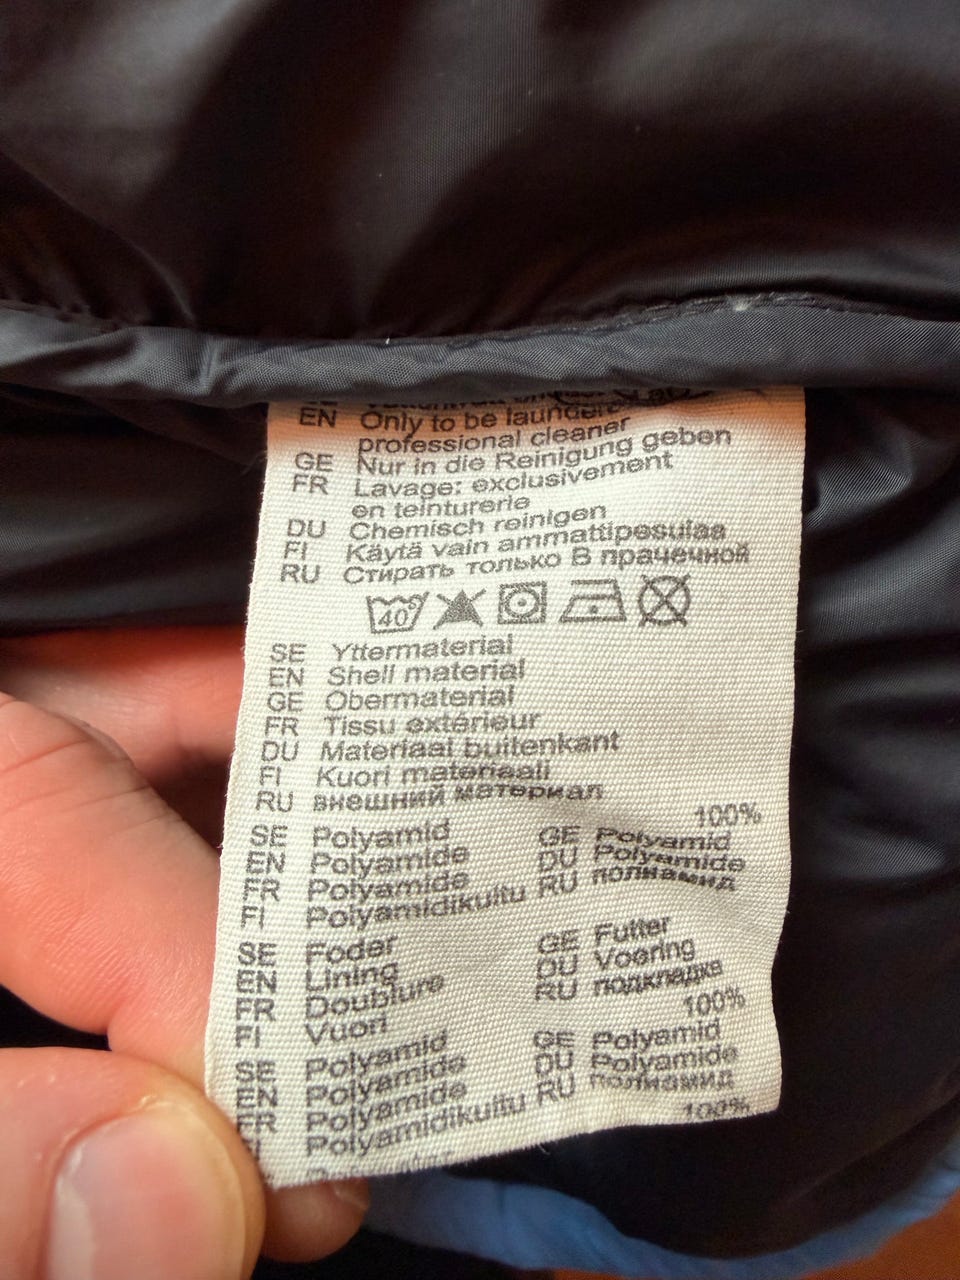 EN Only to be launder
professional cleaner
GE Nur in die Reinigung geben
FR Lavage: exclusivement
en teinturerie
DU Chemisch reinigen
FI Käytä vain ammattipesulaa
RU Стирать только В прачечной
40°
SE Yttermaterial
EN Shell material
GE Obermaterial
FR Tissu extérieur
DU Materiaal buitenkant
FI Kuori materiaali
RU внешний материал
100%
SE Polyamid GE Polyamid
EN Polyamide DU Polyamide
FR Polyamide RU полиамид
FI Polyamidikuitu
SE Foder GE Futter
EN Lining DU Voering
FR Doublure RU подкладка
FI Vuori
100%
SE Polyamid GE Polyamid
EN Polyamide DU Polyamide
FR Polyamide RU полиамид
FI Polyamidikuitu
100%